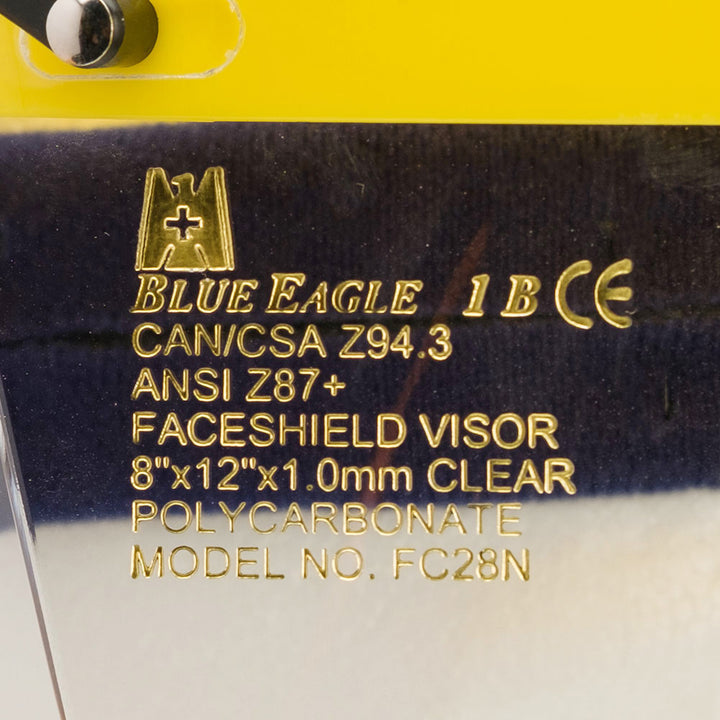 BLUE EAGLE 1 B CE
CAN/CSA Z94.3
ANSI Z87+
FACESHIELD VISOR
8"x12"x1.0mm CLEAR
POLYCARBONATE
MODEL NO. FC28N